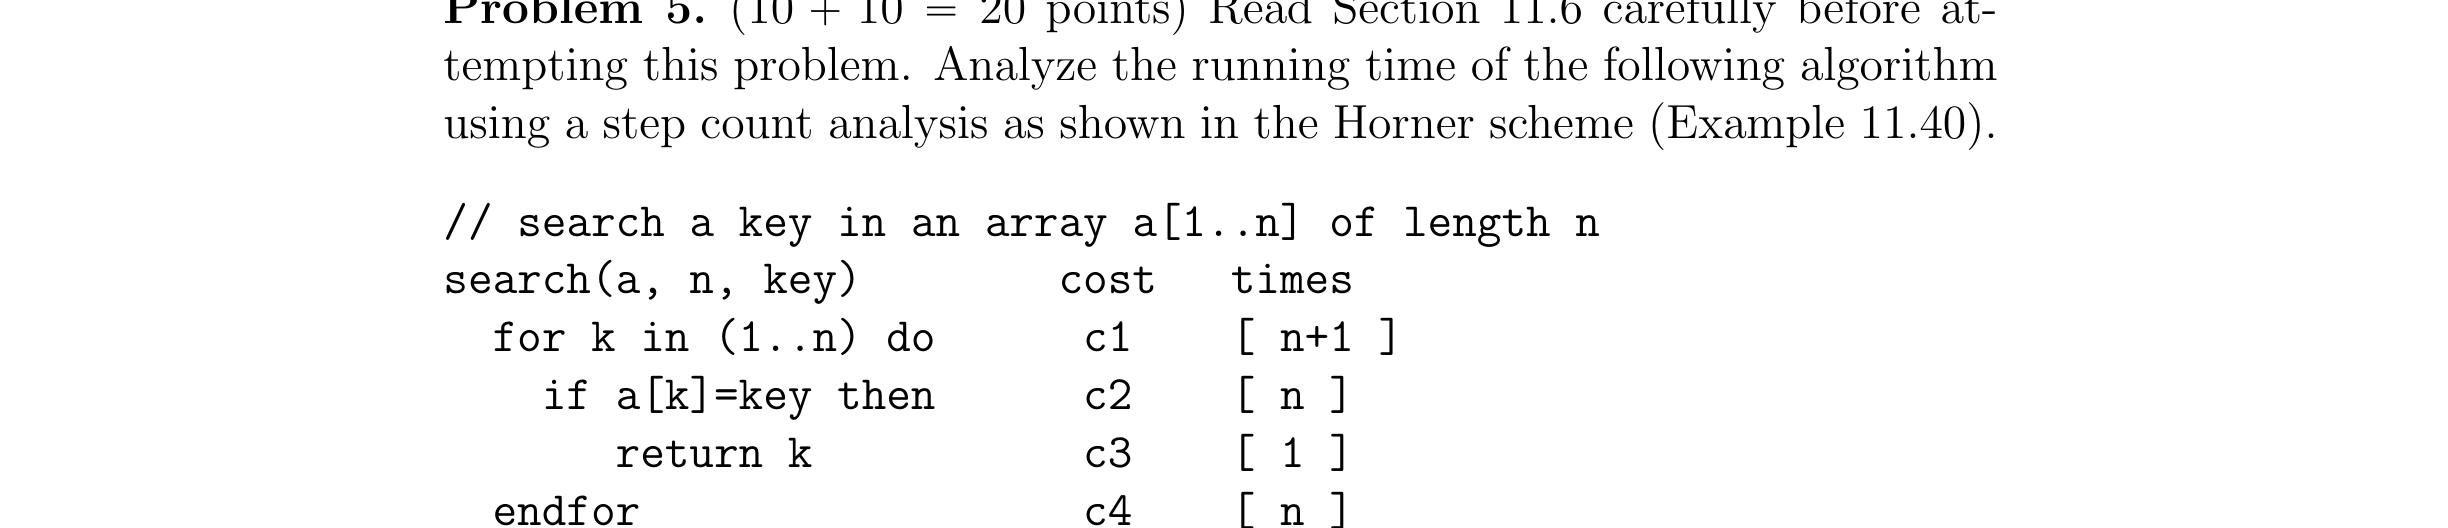 Problem 5. (10 + 10 = 20 points) Read Section 11.6 carefully before at-
tempting this problem. Analyze the running time of the following algorithm
using a step count analysis as shown in the Horner scheme (Example 11.40).
// search a key in an array a[1..n] of length n
search(a, n, key) cost times
for k in (1..n) do c1 [ n+1 ]
if a[k]=key then c2 [ n ]
return k c3 [ 1 ]
endfor c4 [ n ]